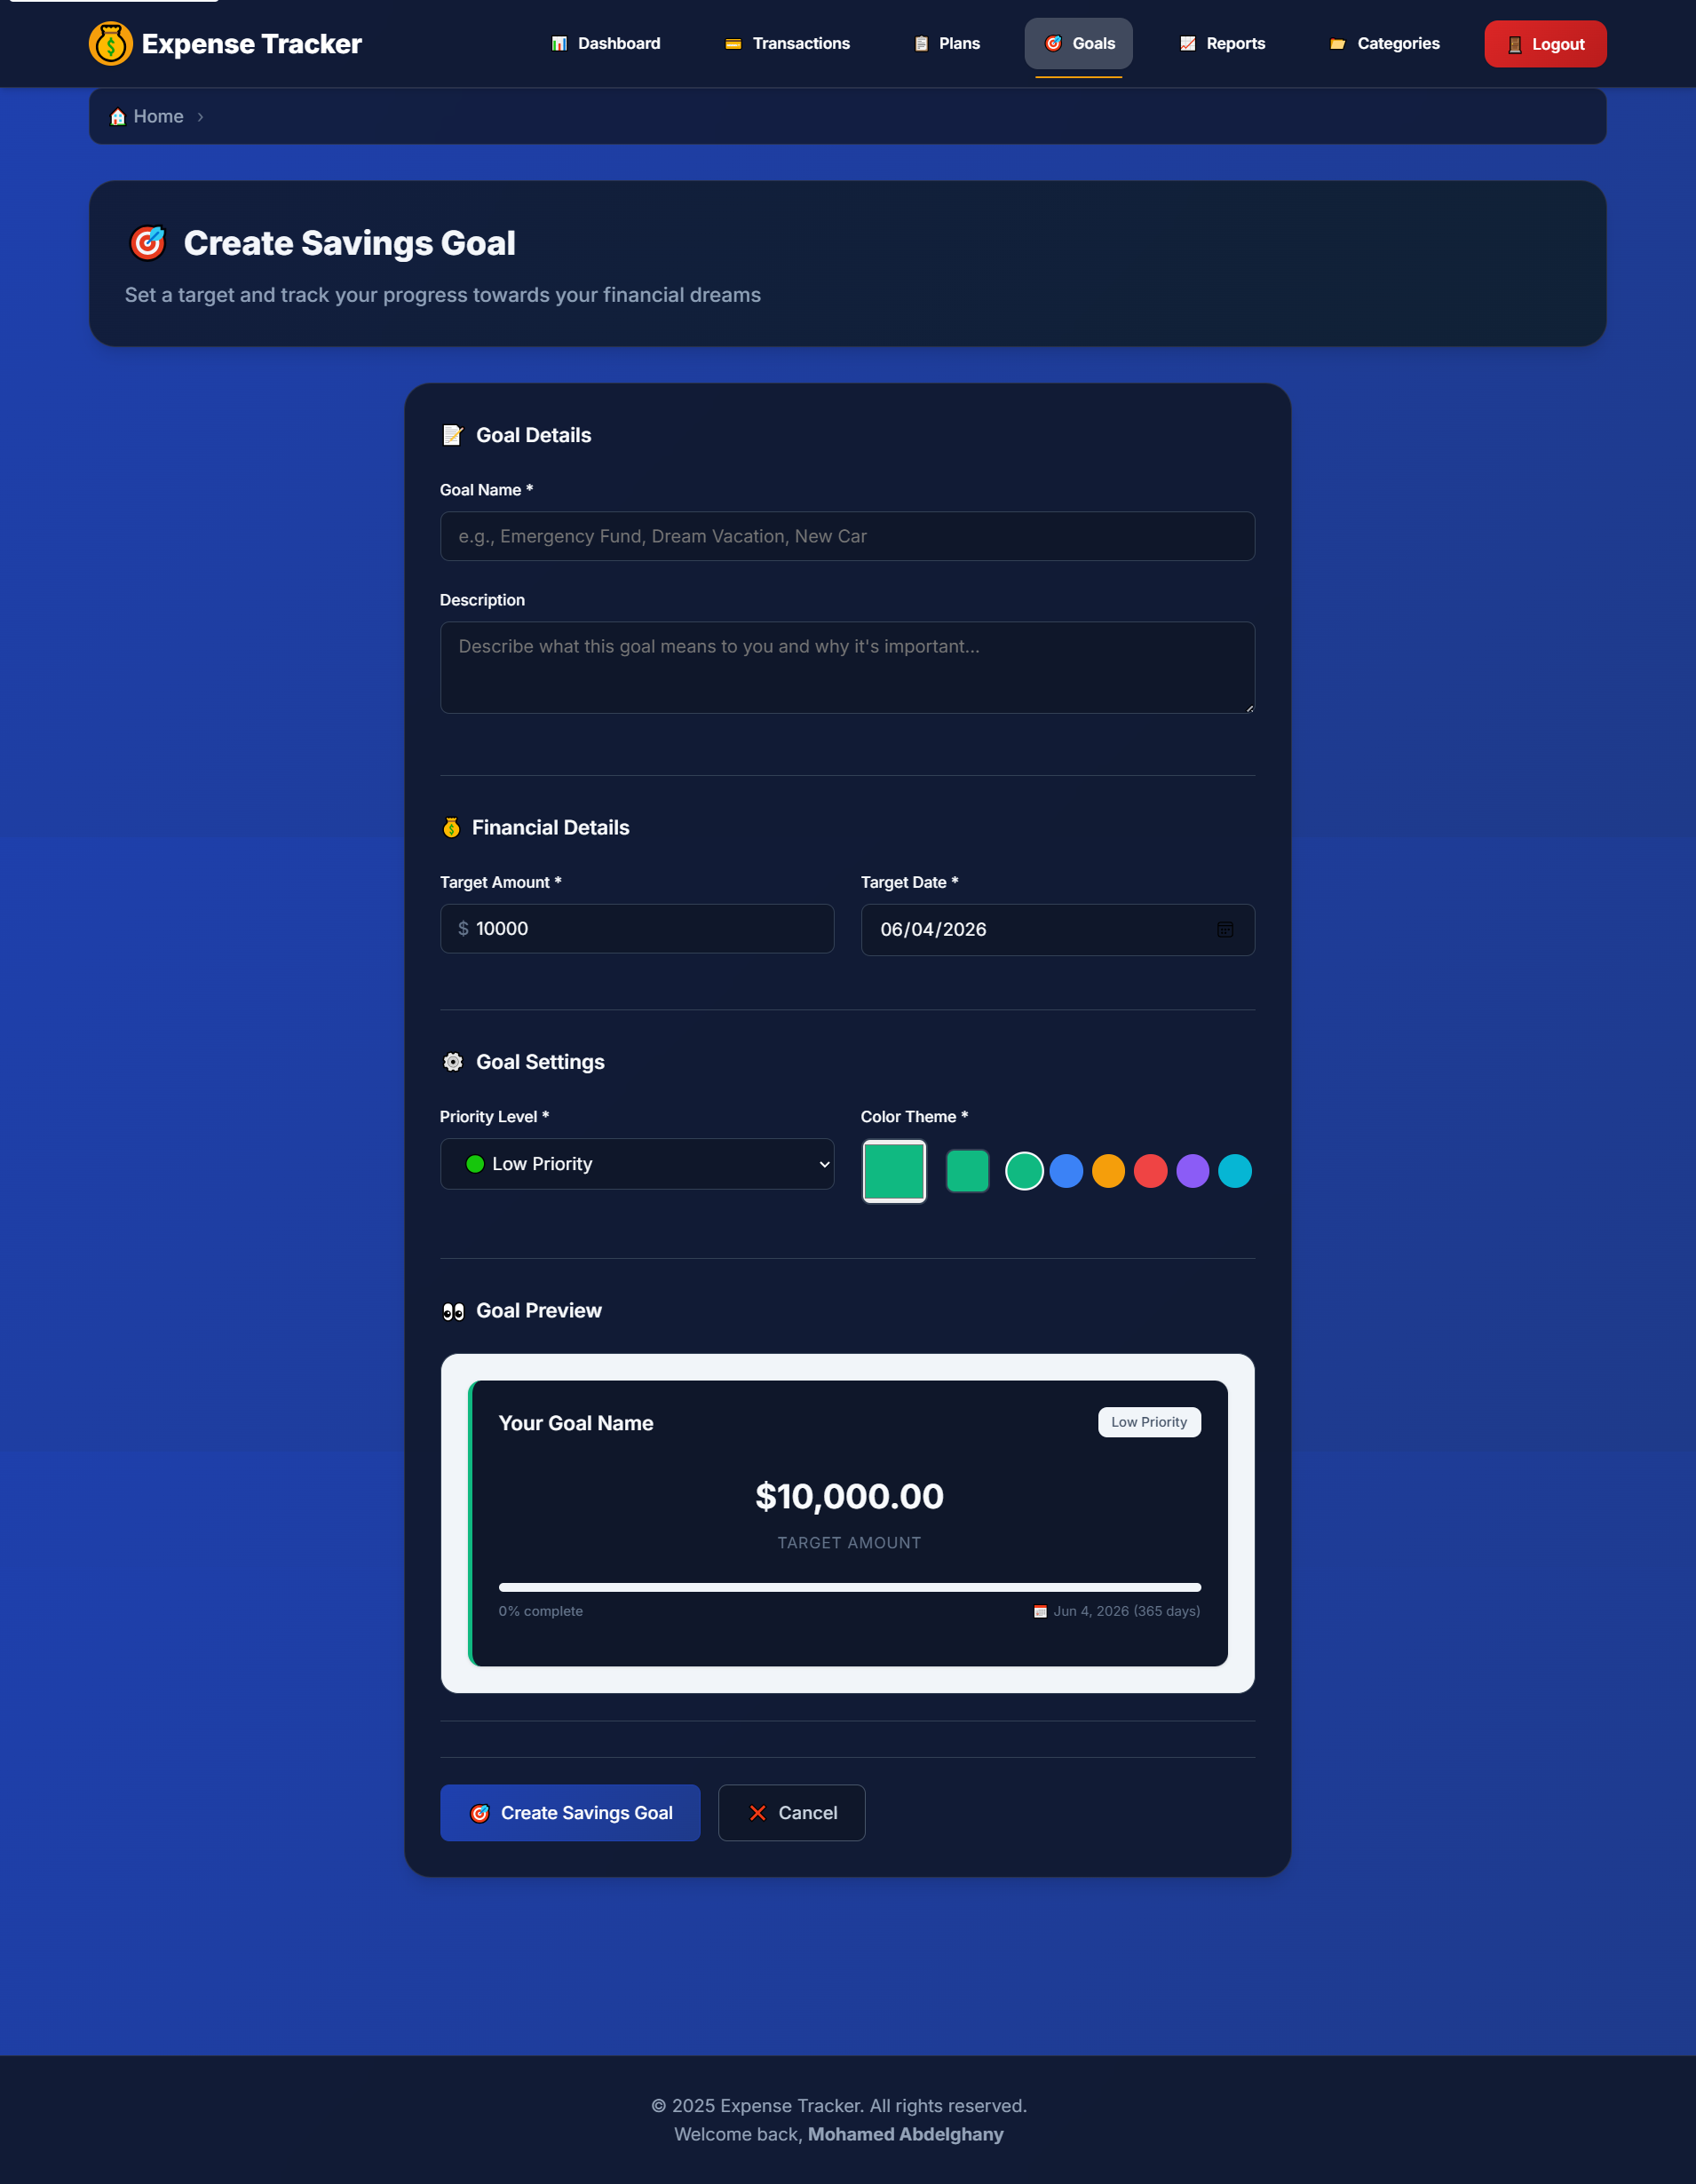 Expense Tracker
Dashboard
Transactions
Plans
Goals
Reports
Categories
Logout
Home ›
Create Savings Goal
Set a target and track your progress towards your financial dreams
Goal Details
Goal Name *
e.g., Emergency Fund, Dream Vacation, New Car
Description
Describe what this goal means to you and why it's important...
Financial Details
Target Amount *
Target Date *
$ 10000
06/04/2026
Goal Settings
Priority Level *
Color Theme *
Low Priority
Goal Preview
Your Goal Name
Low Priority
$10,000.00
TARGET AMOUNT
0% complete
Jun 4, 2026 (365 days)
Create Savings Goal
Cancel
© 2025 Expense Tracker. All rights reserved.
Welcome back, Mohamed Abdelghany